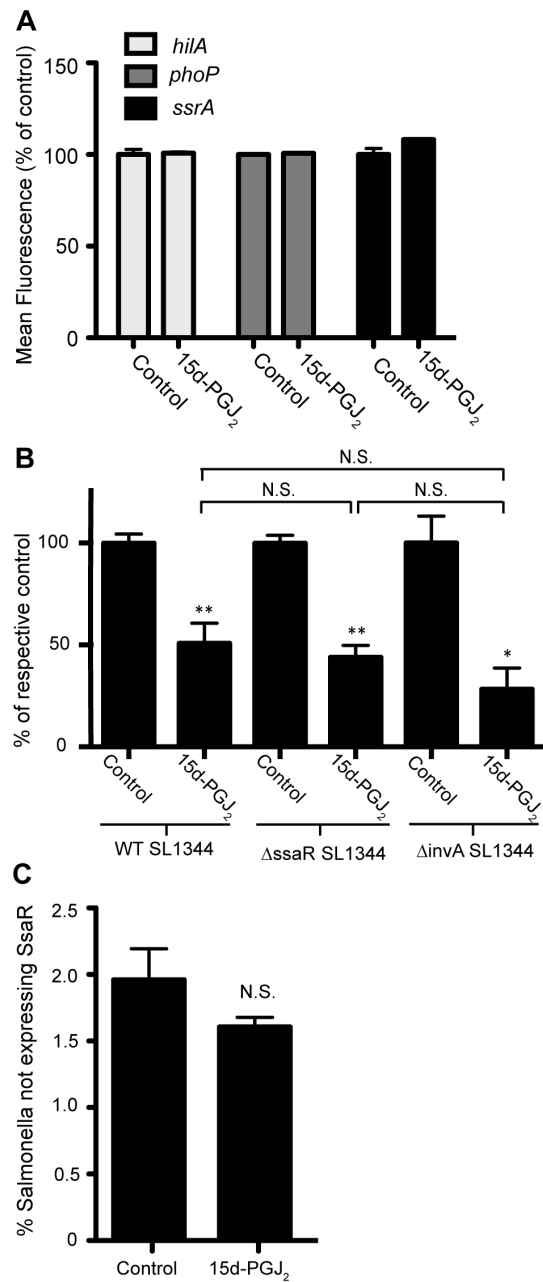 A
hilA
phoP
ssrA
Mean Fluorescence (% of control)
150
100
50
0
Control
15d-PGJ2
Control
15d-PGJ2
Control
15d-PGJ2
B
N.S.
N.S.
N.S.
% of respective control
100
50
0
**
**
*
Control
15d-PGJ2
Control
15d-PGJ2
Control
15d-PGJ2
WT SL1344
ΔssaR SL1344
ΔinvA SL1344
C
% Salmonella not expressing SsaR
2.5
2.0
1.5
1.0
0.5
0
N.S.
Control
15d-PGJ2